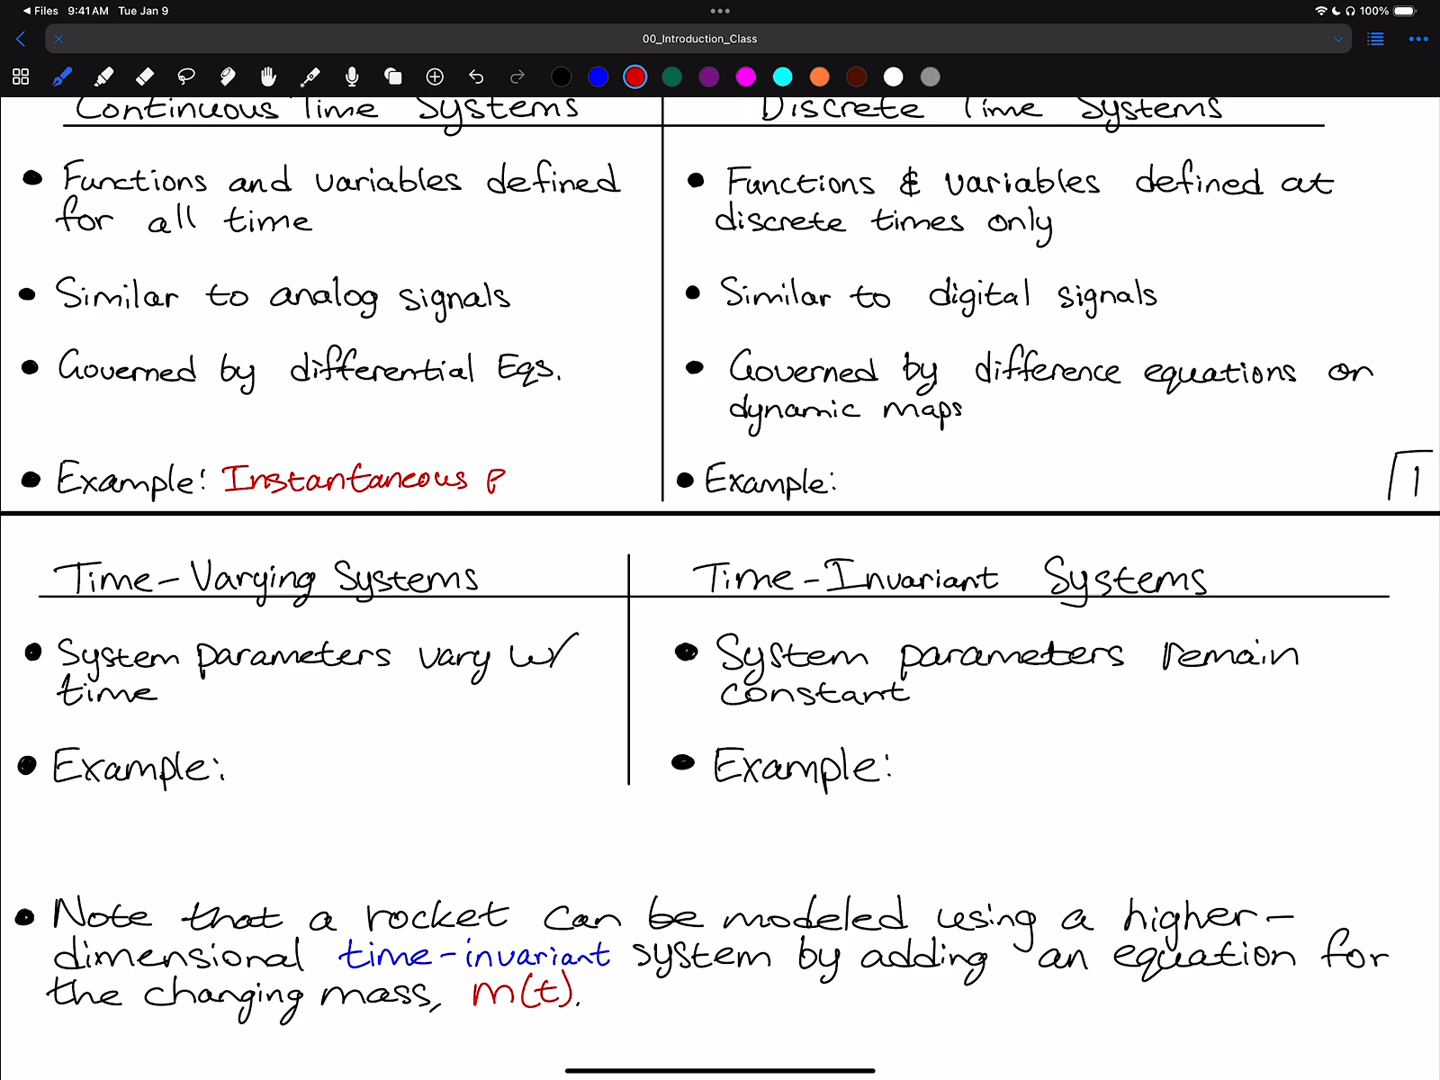 Files 9:41 AM Tue Jan 9 100%
00_Introduction_Class
Continuous Time Systems
Functions and variables defined
for all time
Similar to analog signals
Governed by differential Eqs.
Example: Instantaneous P
Discrete Time Systems
Functions & variables defined at
discrete times only
Similar to digital signals
Governed by difference equations or
dynamic maps
Example:
1
Time-Varying Systems
System parameters vary w/
time
Example:
Time-Invariant Systems
System parameters remain
constant
Example:
Note that a rocket can be modeled using a higher-
dimensional time-invariant system by adding an equation for
the changing mass, m(t).